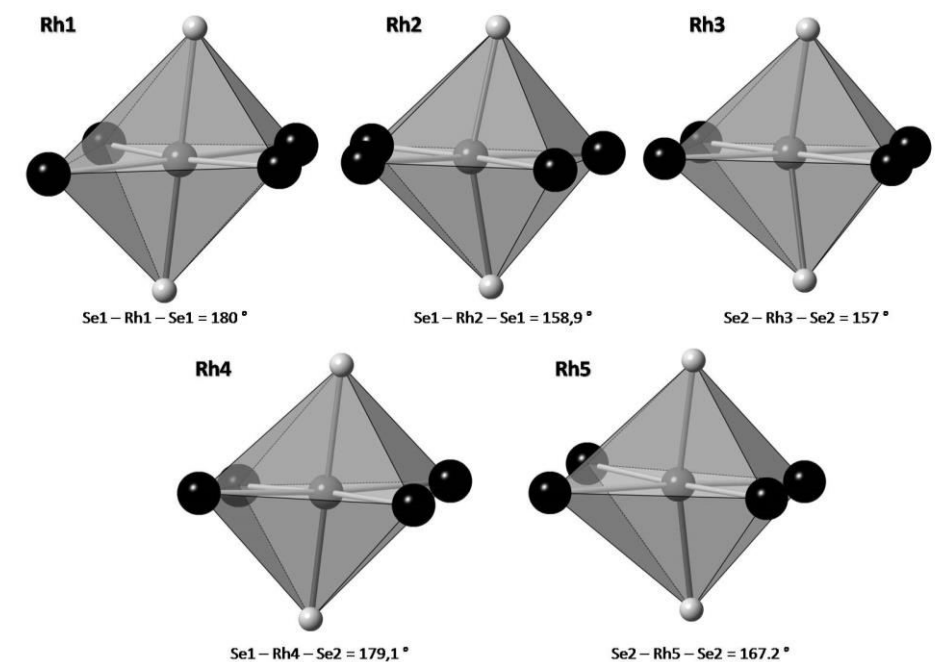 Rh1
Rh2
Rh3
Se1 – Rh1 – Se1 = 180 °
Se1 – Rh2 – Se1 = 158,9 °
Se2 – Rh3 – Se2 = 157 °
Rh4
Rh5
Se1 – Rh4 – Se2 = 179,1 °
Se2 – Rh5 – Se2 = 167.2 °